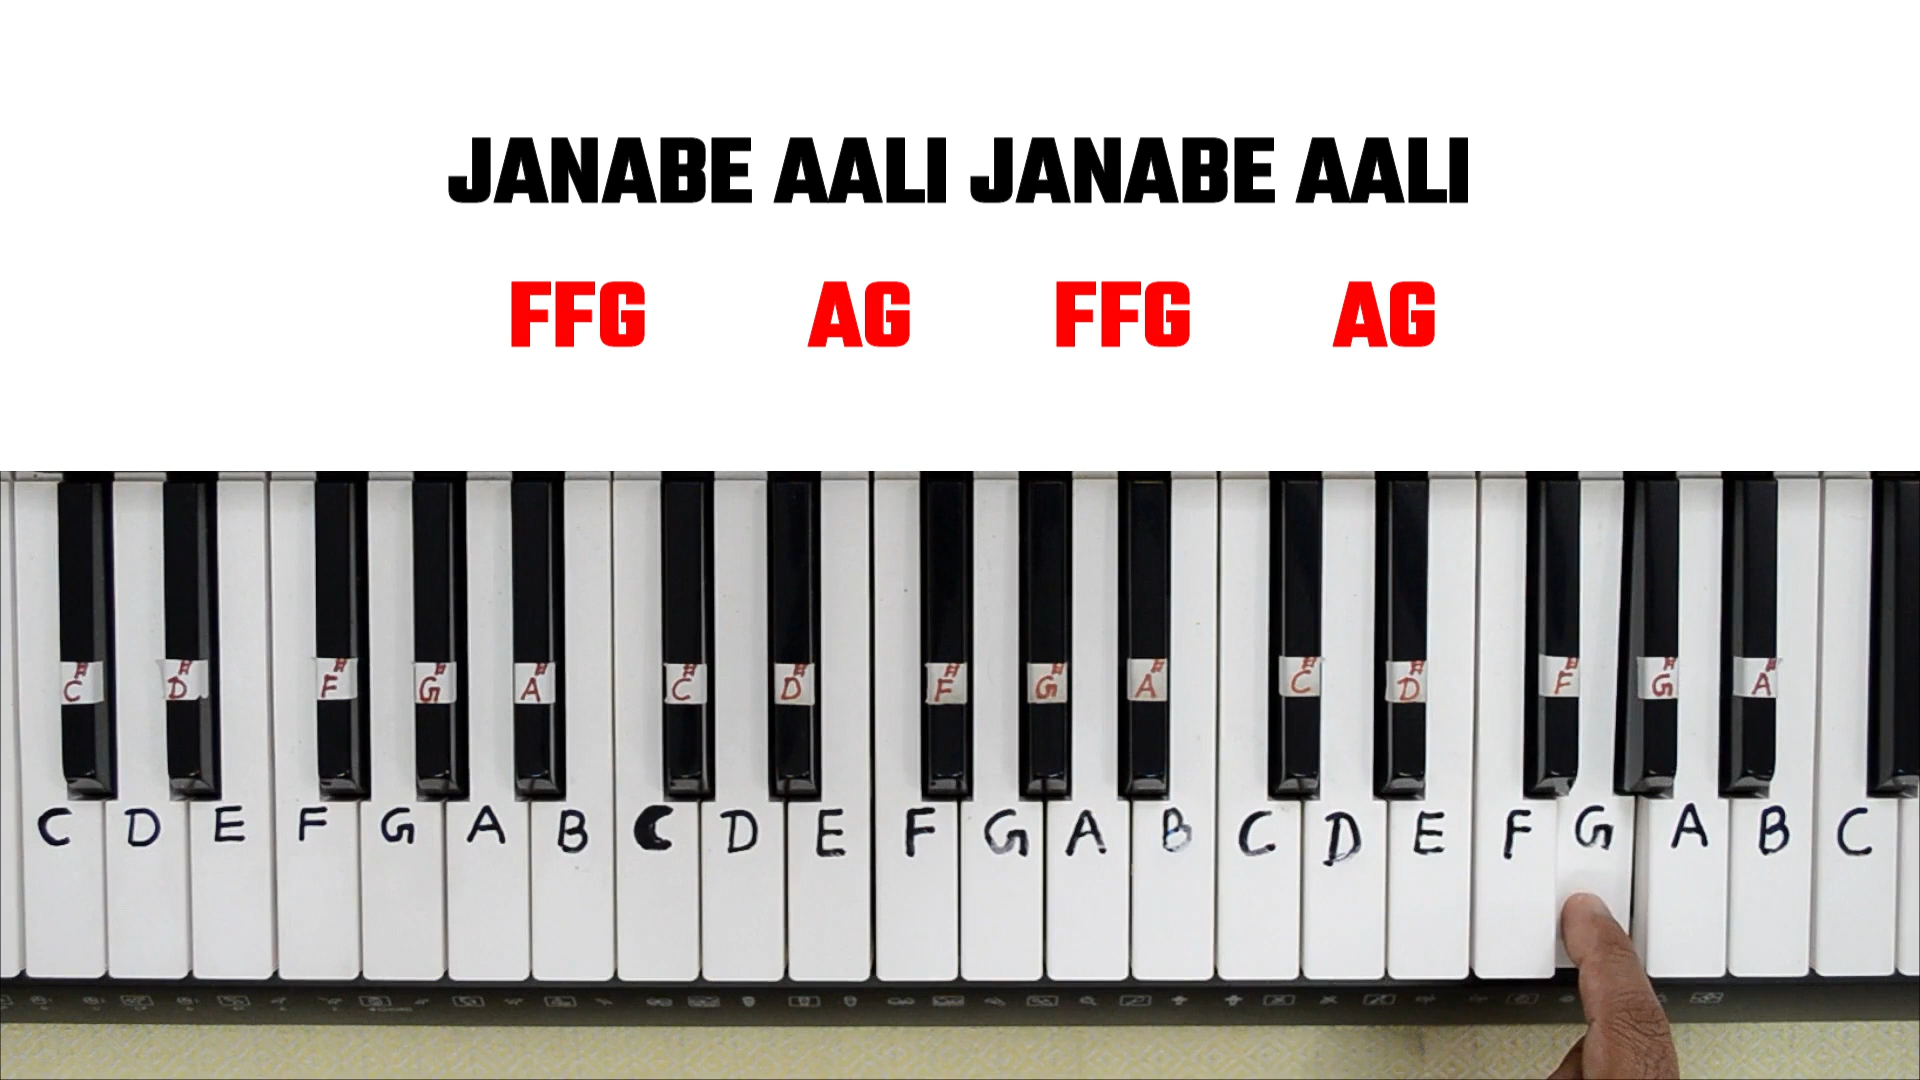 JANABE AALI JANABE AALI
FFG AG FFG AG
C# D# F# G# A# C# D# F# G# A# C# D# F# G# A#
C D E F G A B C D E F G A B C D E F G A B C